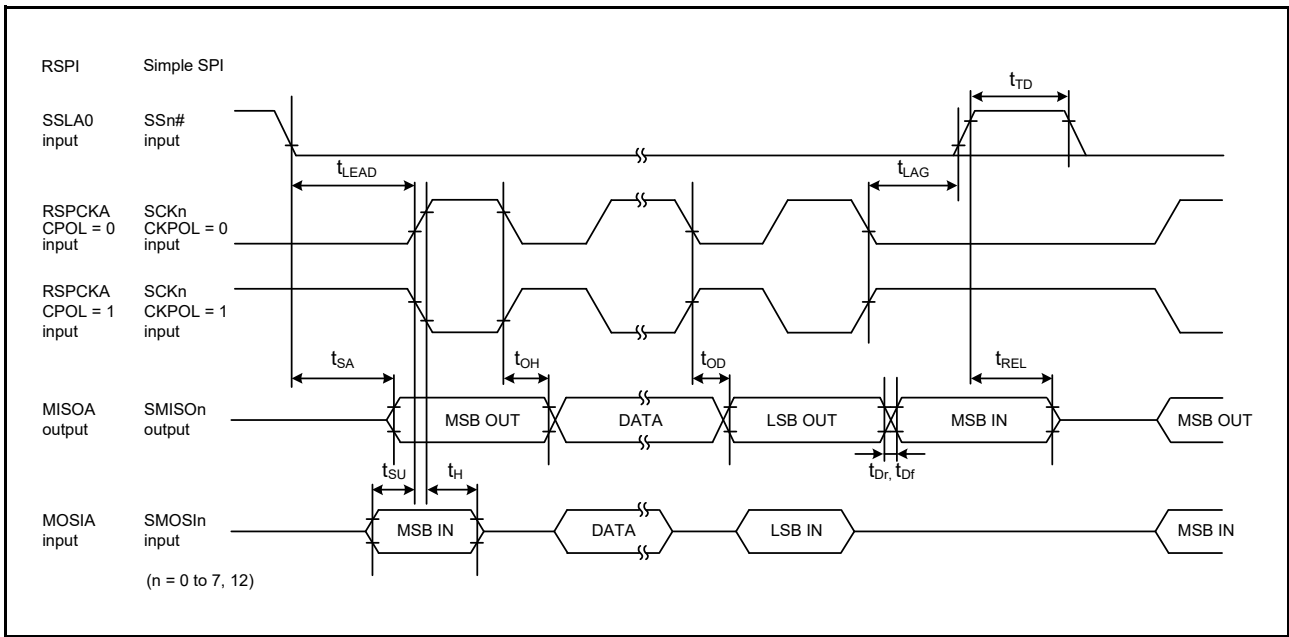 RSPI Simple SPI
tTD
SSLA0 SSn#
input input
tLEAD tLAG
RSPCKA SCKn
CPOL = 0 CKPOL = 0
input input
RSPCKA SCKn
CPOL = 1 CKPOL = 1
input input
tSA tOH tOD tREL
MISOA SMISOn
output output
MSB OUT DATA LSB OUT MSB IN MSB OUT
tSU tH tDr, tDf
MOSIA SMOSIn
input input
MSB IN DATA LSB IN MSB IN
(n = 0 to 7, 12)